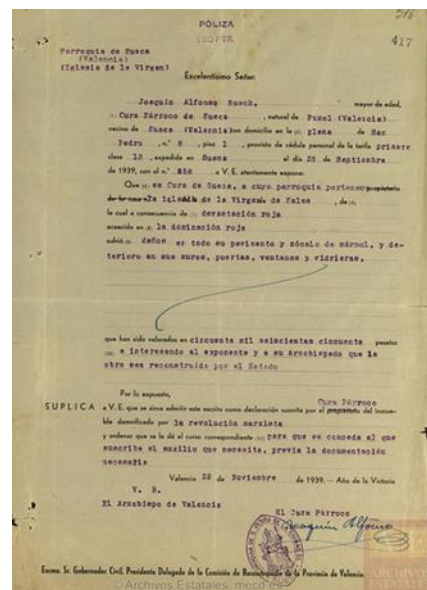 POLIZA
1'50 PTS
417
Parroquia de Sueca
(Valencia)
(Iglesia de la Virgen)
Excelentísimo Señor:
Joaquin Alfonso Bosch, mayor de edad,
Cura Párroco de Sueca, natural de Puzol (Valencia)
vecino de Sueca (Valencia) con domicilio en la plaza de San
Pedro, n.º 8, piso 1, provisto de cédula personal de la tarifa primera
clase 13, expedida en Sueca el día 26 de Septiembre
de 1939, con el n.º a V. E. atentamente expone:
Que es Cura de Sueca, a cuya parroquia pertenece propietario
la iglesia de la Virgen de Sales, de
la cual a consecuencia de devastación roja
acaecida en la dominación roja
sufrió daños en todo su pavimento y zócalo de mármol, y de-
terioro en sus muros, puertas, ventanas y vidrieras,
que han sido valorados en cincuenta mil seiscientas cincuenta pesetas
e interesando al exponente y a su Arzobispado que la
obra sea reconstruida por el Estado
Por lo expuesto,
Cura Párroco
SUPLICA a V. E. que se sirva admitir este escrito como declaración suscrita por el propietario del inmue-
ble damnificado por la revolución marxista
y ordenar que se le dé el curso correspondiente para que se conceda al que
suscribe el auxilio que necesite, previa la documentación
necesaria
Valencia 22 de Noviembre de 1939.— Año de la Victoria
V. B.
El Arzobispo de Valencia
El Cura Párroco
Joaquín Alfonso
Excmo. Sr. Gobernador Civil, Presidente Delegado de la Comisión de Reconstrucción de la Provincia de Valencia.
© Archivos Estatales, mecd.es
ARCHIVOS
ESTATALES